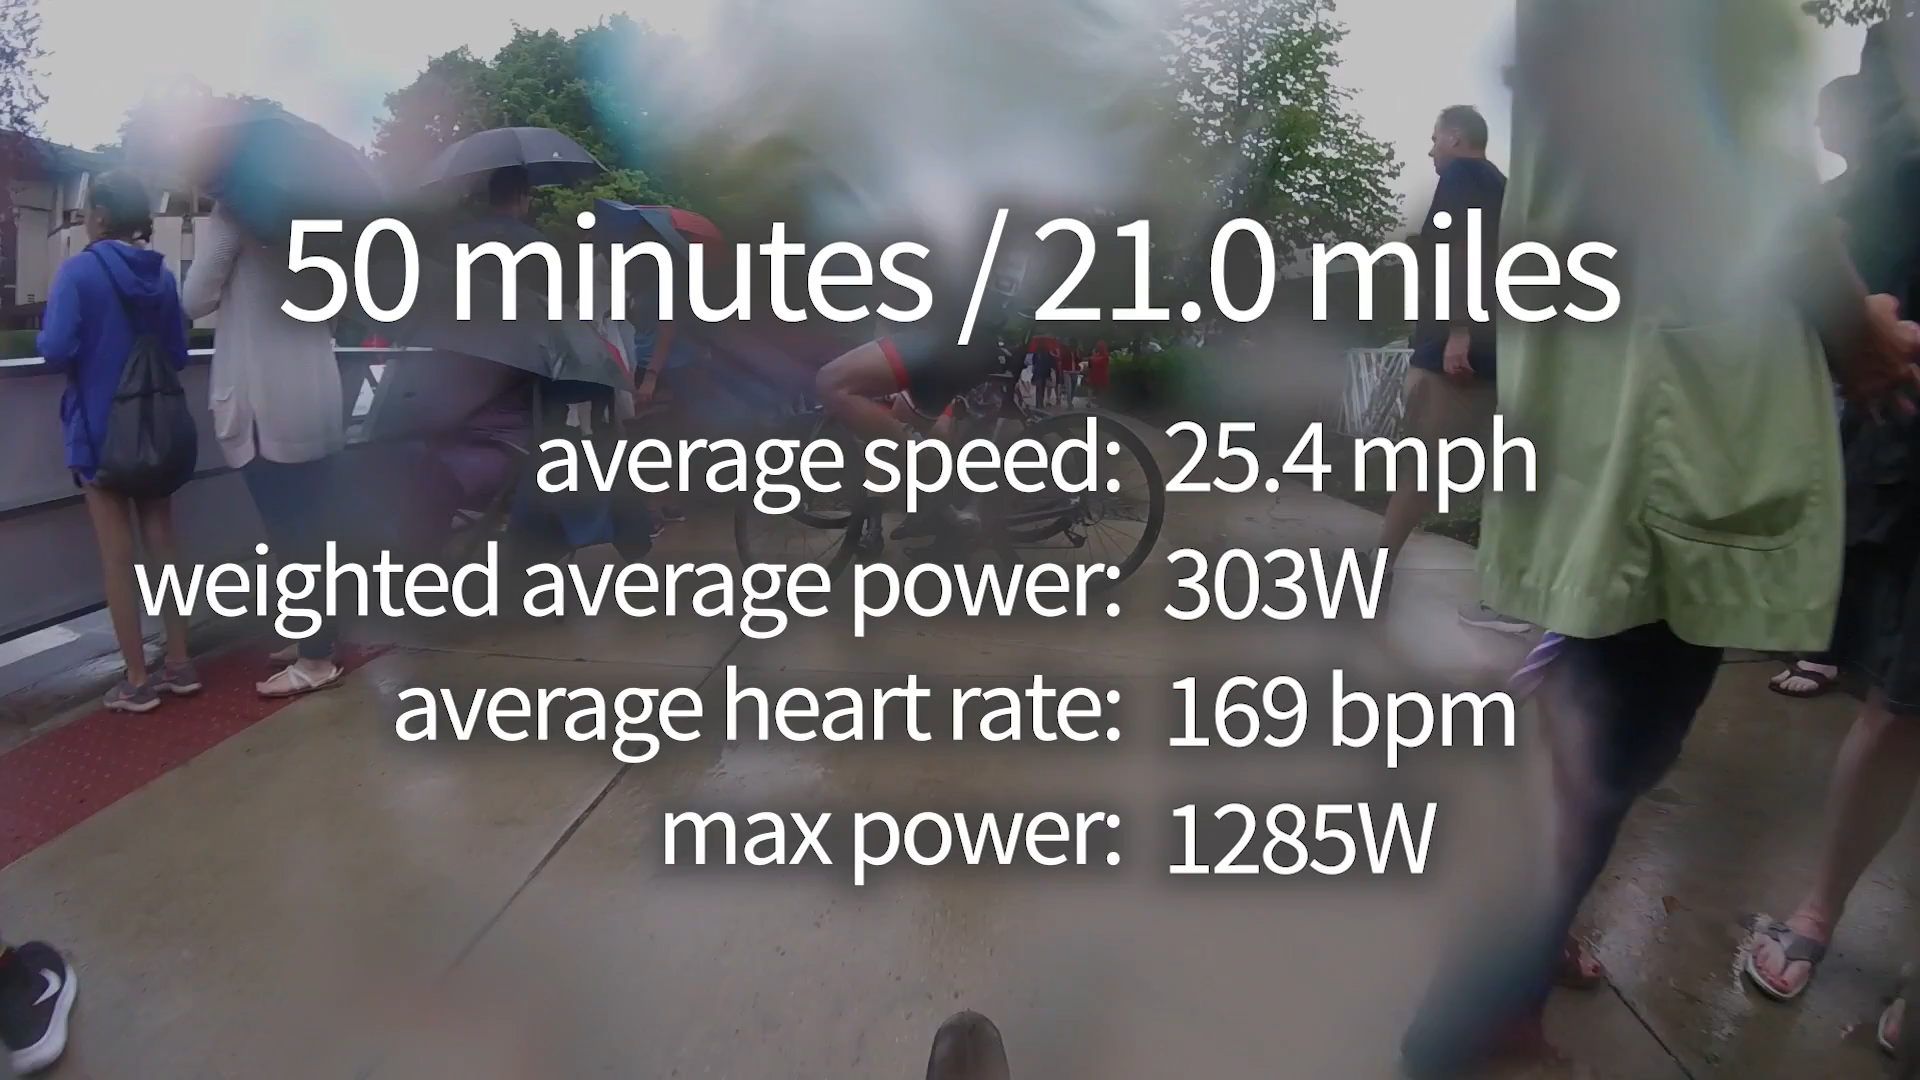 50 minutes / 21.0 miles
average speed: 25.4 mph
weighted average power: 303W
average heart rate: 169 bpm
max power: 1285W